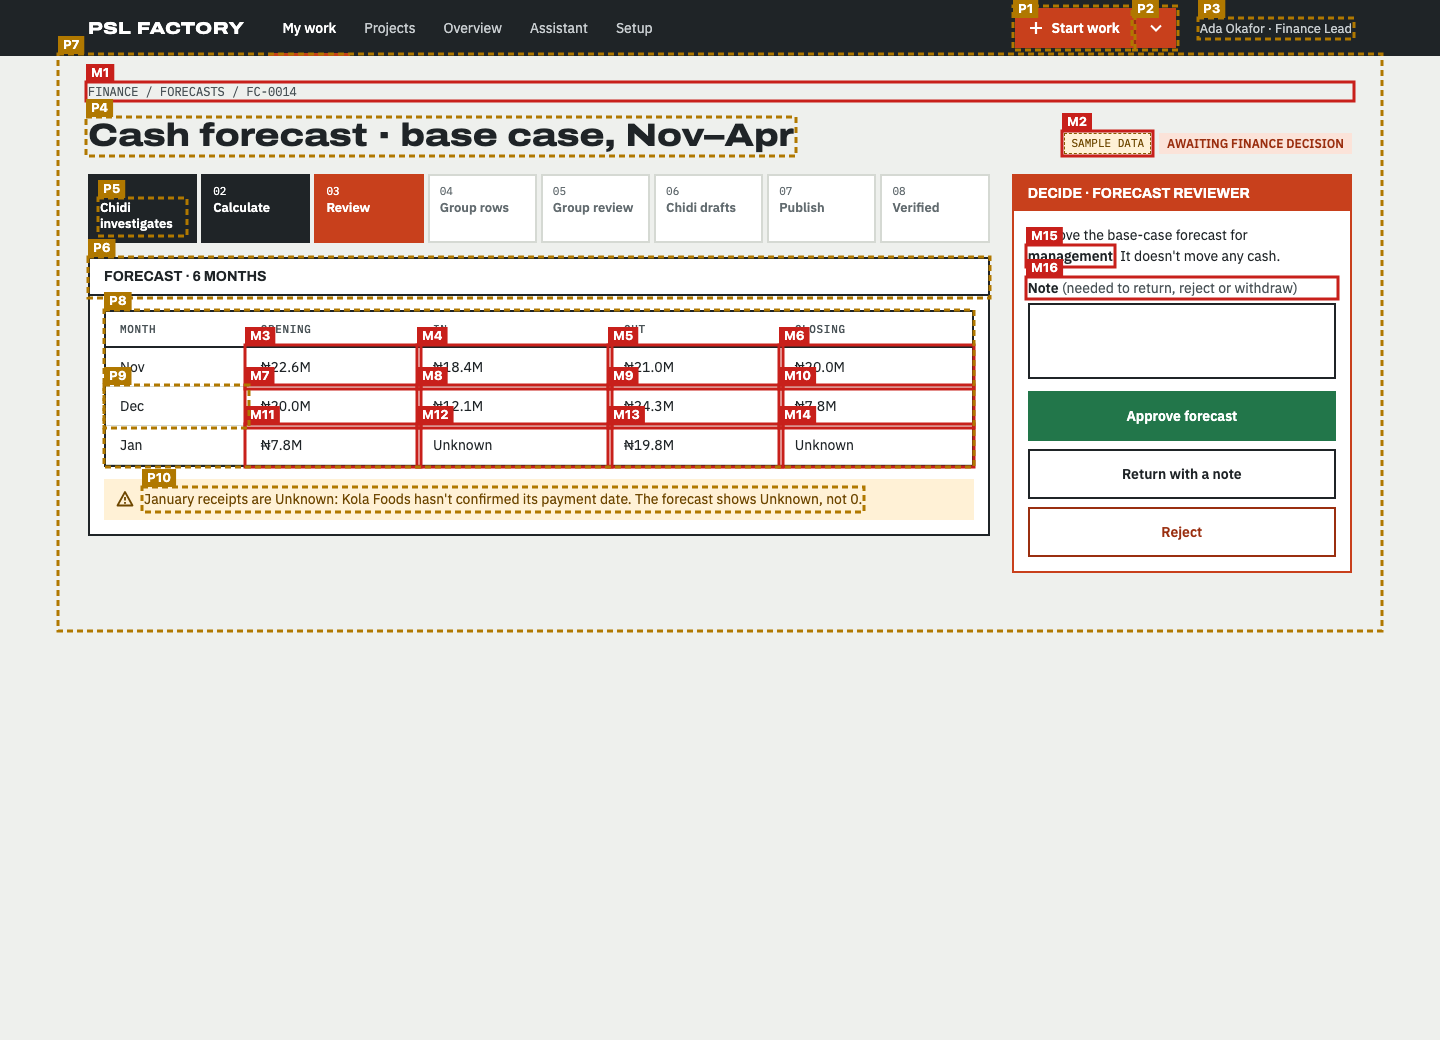 PSL FACTORY My work Projects Overview Assistant Setup P1 Start work P2 P3 Ada Okafor · Finance Lead
P7
M1
FINANCE / FORECASTS / FC-0014
P4
Cash forecast · base case, Nov–Apr
M2
SAMPLE DATA AWAITING FINANCE DECISION
P5
Chidi investigates
02 Calculate
03 Review
04 Group rows
05 Group review
06 Chidi drafts
07 Publish
08 Verified
P6
FORECAST · 6 MONTHS
P8
MONTH
M3 M4 M5 M6
Nov ₦22.6M ₦18.4M ₦21.0M ₦20.0M
P9 M7 M8 M9 M10
Dec ₦20.0M ₦12.1M ₦24.3M ₦7.8M
M11 M12 M13 M14
Jan ₦7.8M Unknown ₦19.8M Unknown
P10
January receipts are Unknown: Kola Foods hasn't confirmed its payment date. The forecast shows Unknown, not 0.
DECIDE · FORECAST REVIEWER
M15 the base-case forecast for
management It doesn't move any cash.
M16
Note (needed to return, reject or withdraw)
Approve forecast
Return with a note
Reject